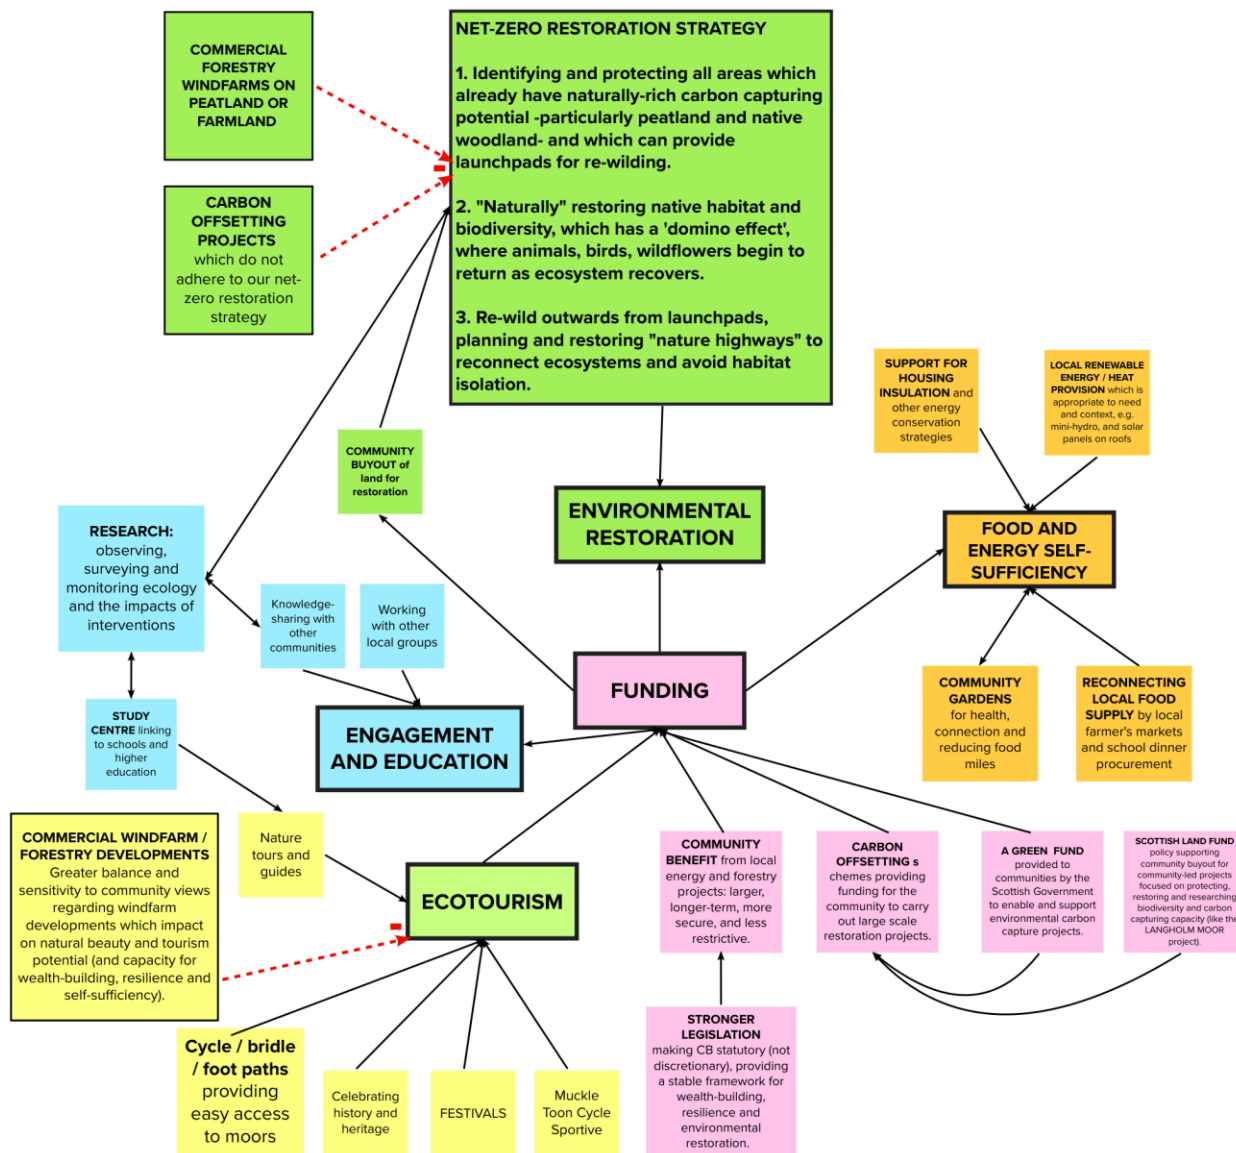 COMMERCIAL
FORESTRY
WINDFARMS ON
PEATLAND OR
FARMLAND
CARBON
OFFSETTING
PROJECTS
which do not
adhere to our net-
zero restoration
strategy
NET-ZERO RESTORATION STRATEGY
1. Identifying and protecting all areas which
already have naturally-rich carbon capturing
potential -particularly peatland and native
woodland- and which can provide
launchpads for re-wilding.
2. "Naturally" restoring native habitat and
biodiversity, which has a 'domino effect',
where animals, birds, wildflowers begin to
return as ecosystem recovers.
3. Re-wild outwards from launchpads,
planning and restoring "nature highways" to
reconnect ecosystems and avoid habitat
isolation.
SUPPORT FOR
HOUSING
INSULATION and
other energy
conservation
strategies
LOCAL RENEWABLE
ENERGY / HEAT
PROVISION which is
appropriate to need
and context, e.g.
mini-hydro, and solar
panels on roofs
COMMUNITY
BUYOUT of
land for
restoration
ENVIRONMENTAL
RESTORATION
FOOD AND
ENERGY SELF-
SUFFICIENCY
RESEARCH:
observing,
surveying and
monitoring ecology
and the impacts of
interventions
Knowledge-
sharing with
other
communities
Working
with other
local groups
FUNDING
COMMUNITY
GARDENS
for health,
connection and
reducing food
miles
RECONNECTING
LOCAL FOOD
SUPPLY by local
farmer's markets
and school dinner
procurement
STUDY
CENTRE linking
to schools and
higher
education
ENGAGEMENT
AND EDUCATION
COMMERCIAL WINDFARM /
FORESTRY DEVELOPMENTS
Greater balance and
sensitivity to community views
regarding windfarm
developments which impact
on natural beauty and tourism
potential (and capacity for
wealth-building, resilience and
self-sufficiency).
Nature
tours and
guides
ECOTOURISM
COMMUNITY
BENEFIT from local
energy and forestry
projects: larger,
longer-term, more
secure, and less
restrictive.
CARBON
OFFSETTING s
chemes providing
funding for the
community to carry
out large scale
restoration projects.
A GREEN FUND
provided to
communities by the
Scottish Government
to enable and support
environmental carbon
capture projects.
SCOTTISH LAND FUND
policy supporting
community buyout for
community-led projects
focused on protecting,
restoring and researching
biodiversity and carbon
capturing capacity (like the
LANGHOLM MOOR
project).
Cycle / bridle
/ foot paths
providing
easy access
to moors
Celebrating
history and
heritage
FESTIVALS
Muckle
Toon Cycle
Sportive
STRONGER
LEGISLATION
making CB statutory (not
discretionary), providing
a stable framework for
wealth-building,
resilience and
environmental
restoration.